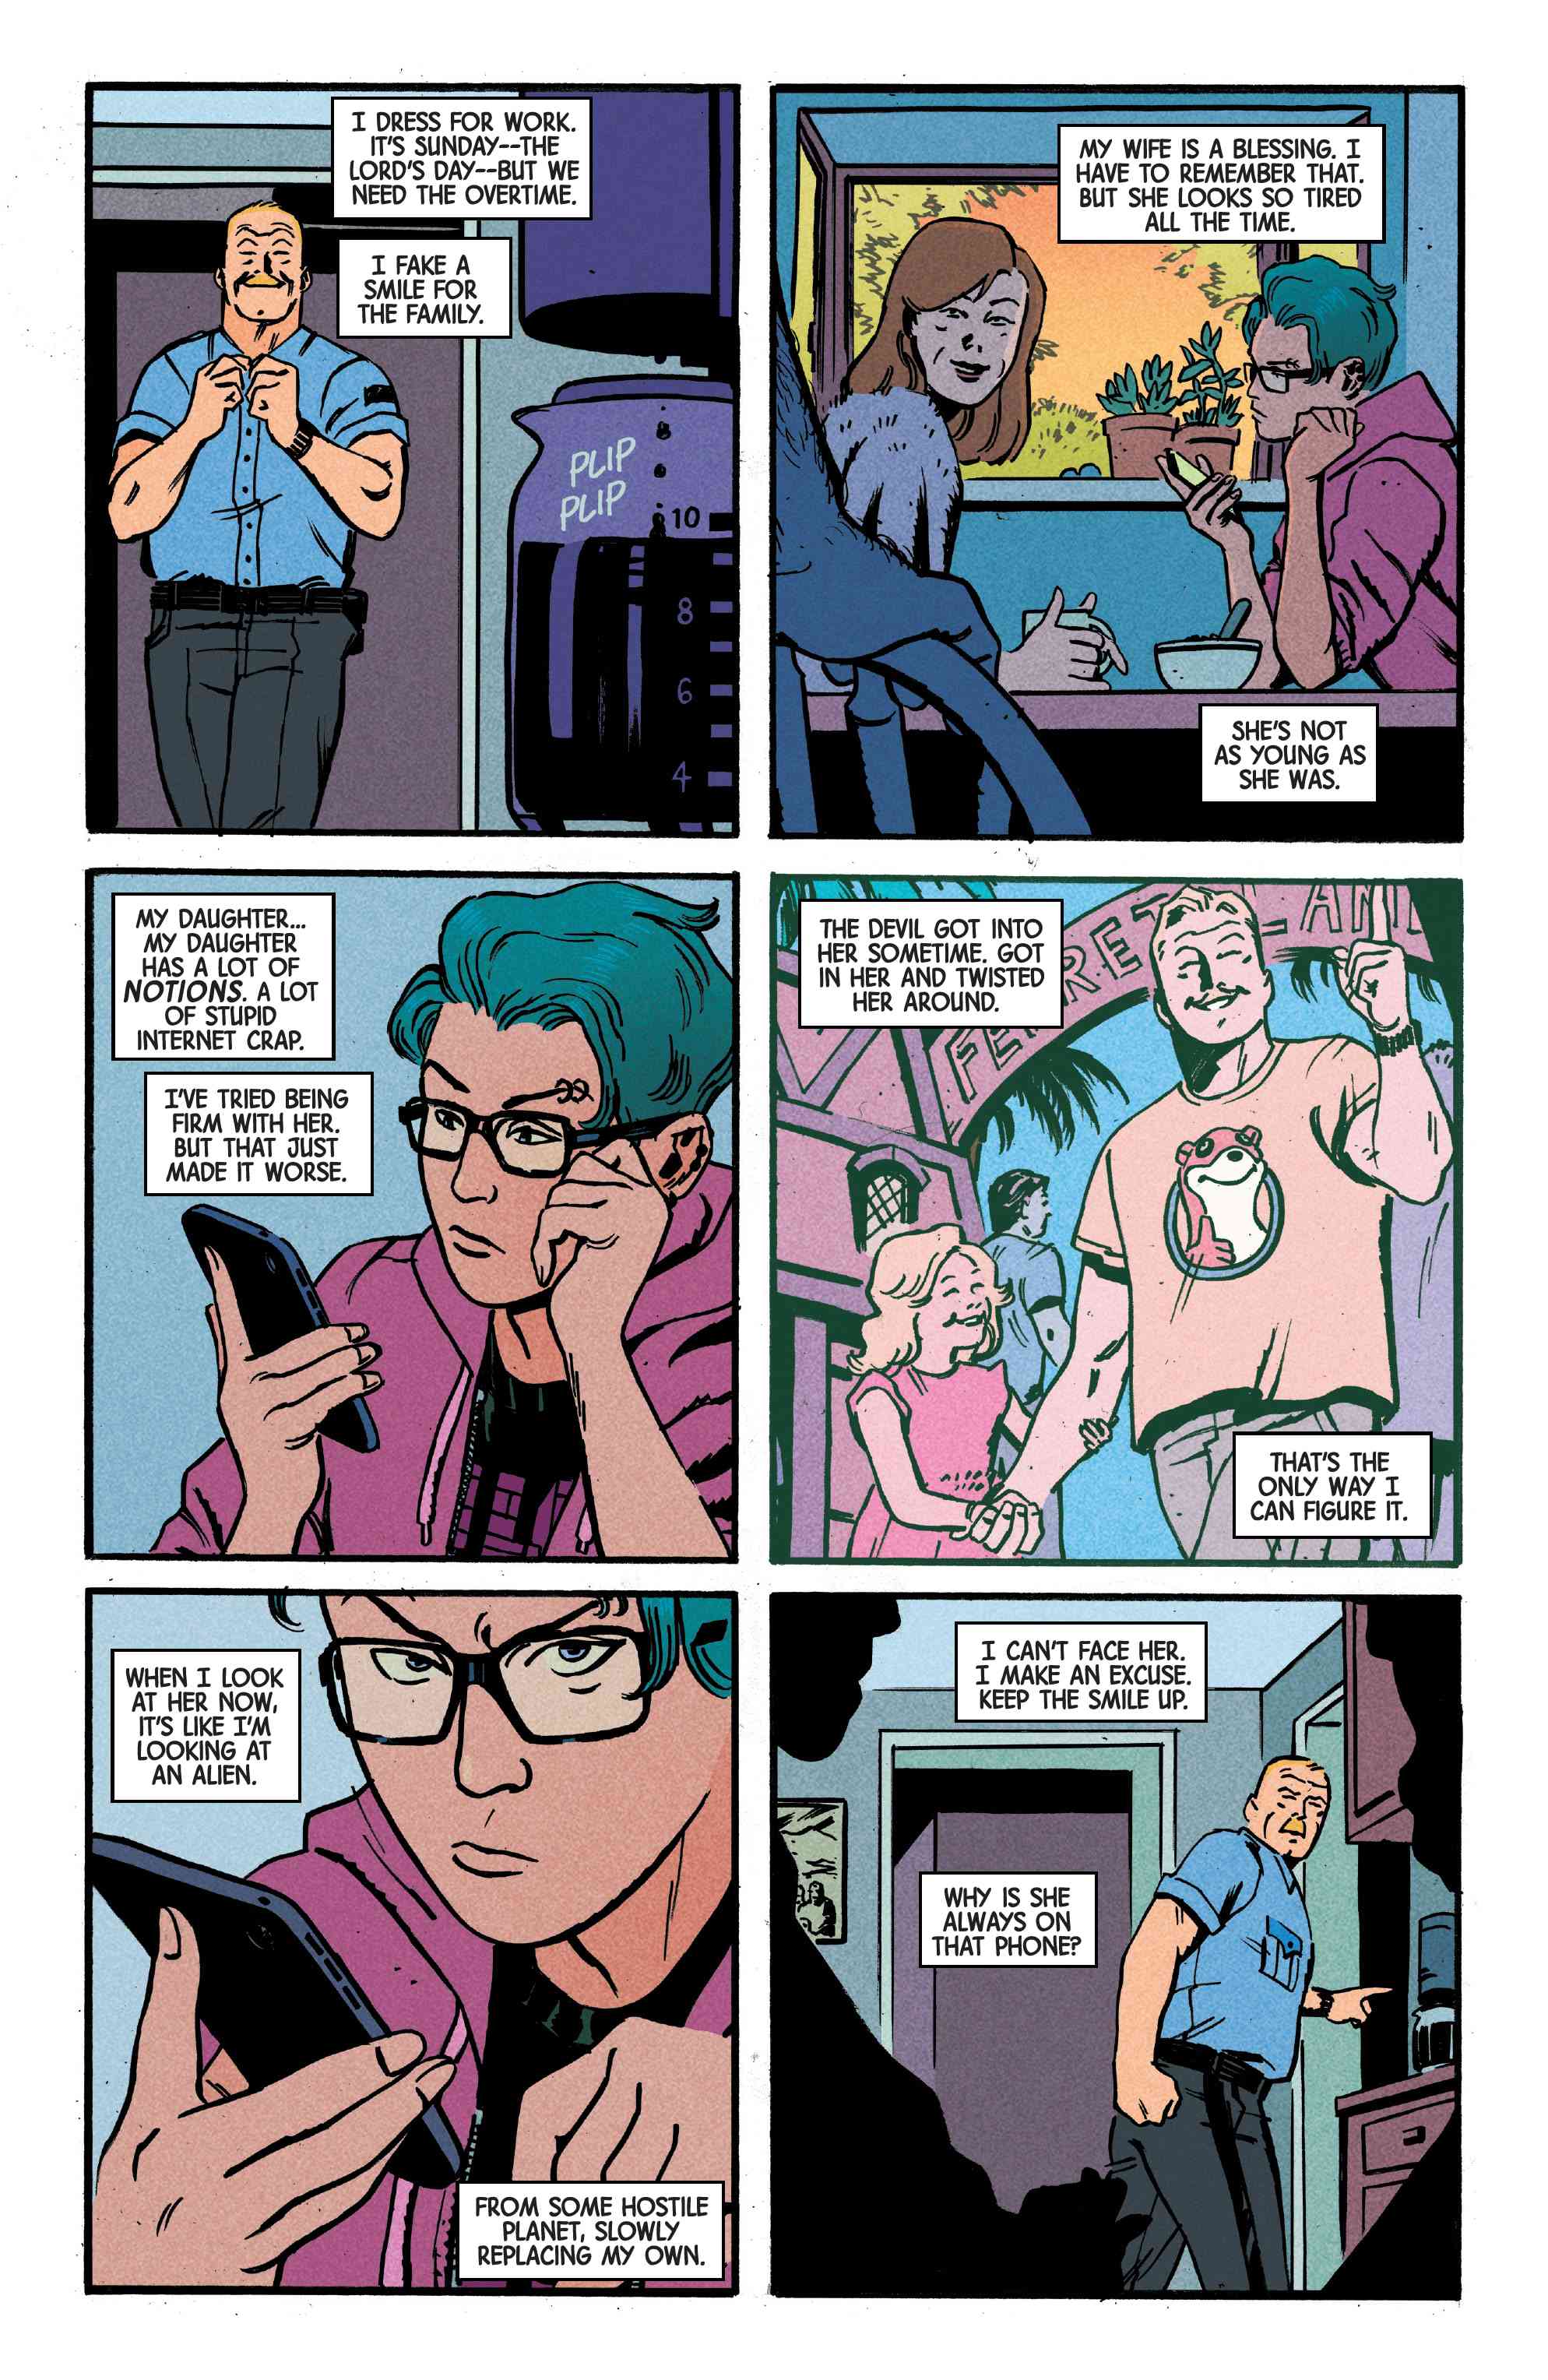 I DRESS FOR WORK.
IT'S SUNDAY--THE
LORD'S DAY--BUT WE
NEED THE OVERTIME.
I FAKE A
SMILE FOR
THE FAMILY.
PLIP
PLIP
10
8
6
4
MY WIFE IS A BLESSING. I
HAVE TO REMEMBER THAT.
BUT SHE LOOKS SO TIRED
ALL THE TIME.
SHE'S NOT
AS YOUNG AS
SHE WAS.
MY DAUGHTER...
MY DAUGHTER
HAS A LOT OF
NOTIONS. A LOT
OF STUPID
INTERNET CRAP.
I'VE TRIED BEING
FIRM WITH HER.
BUT THAT JUST
MADE IT WORSE.
THE DEVIL GOT INTO
HER SOMETIME. GOT
IN HER AND TWISTED
HER AROUND.
THAT'S THE
ONLY WAY I
CAN FIGURE IT.
WHEN I LOOK
AT HER NOW,
IT'S LIKE I'M
LOOKING AT
AN ALIEN.
FROM SOME HOSTILE
PLANET, SLOWLY
REPLACING MY OWN.
I CAN'T FACE HER.
I MAKE AN EXCUSE.
KEEP THE SMILE UP.
WHY IS SHE
ALWAYS ON
THAT PHONE?